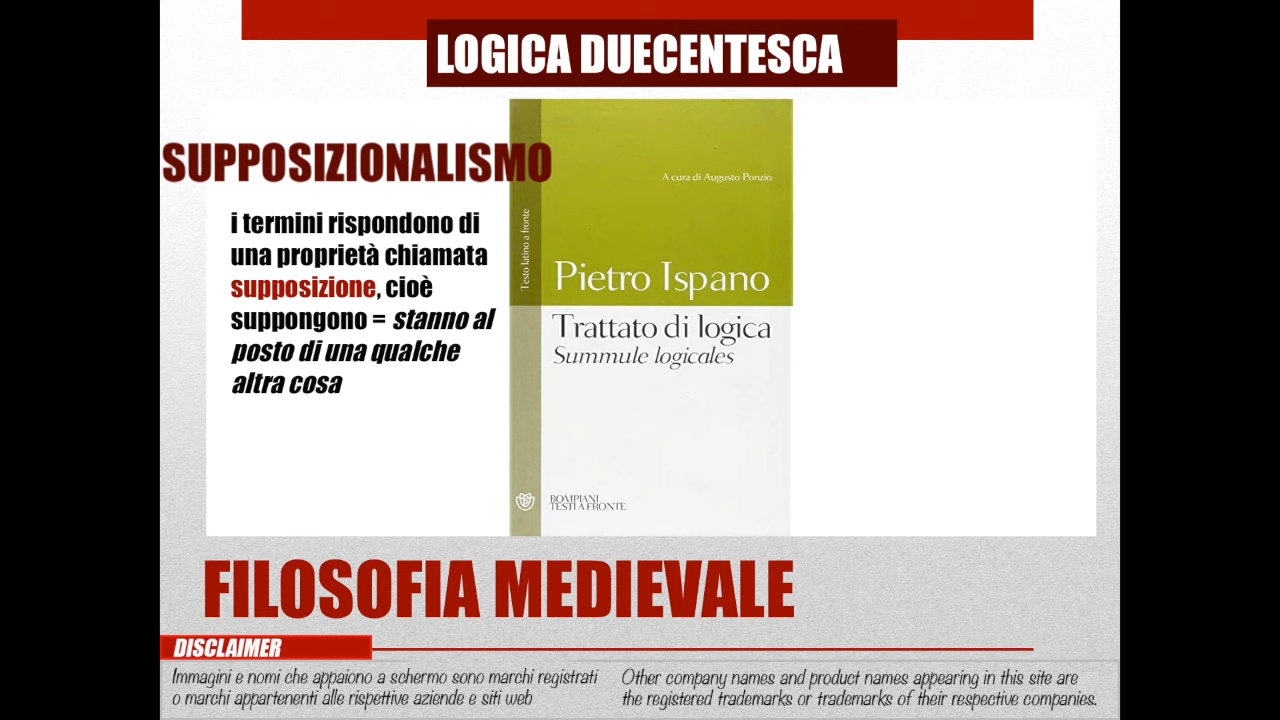 LOGICA DUECENTESCA
SUPPOSIZIONALISMO
i termini rispondono di
una proprietà chiamata
supposizione, cioè
suppongono = stanno al
posto di una qualche
altra cosa
Testo latino a fronte
A cura di Augusto Ponzio
Pietro Ispano
Trattato di logica
Summule logicales
BOMPIANI
TESTI A FRONTE
FILOSOFIA MEDIEVALE
DISCLAIMER
Immagini e nomi che appaiono a schermo sono marchi registrati
o marchi appartenenti alle rispettive aziende e siti web
Other company names and product names appearing in this site are
the registered trademarks or trademarks of their respective companies.